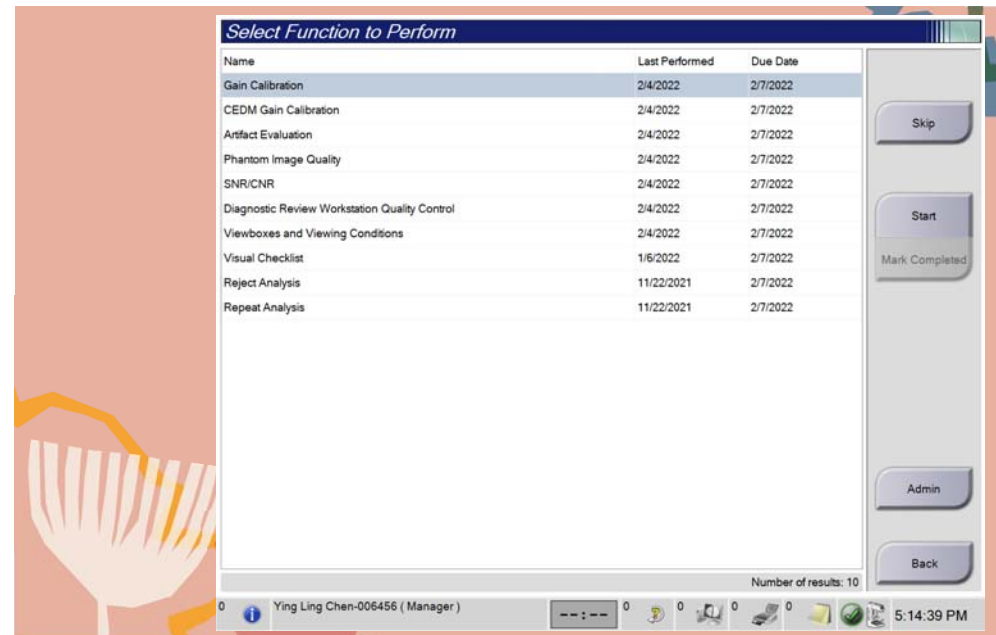 Select Function to Perform
Name Last Performed Due Date
Gain Calibration 2/4/2022 2/7/2022
CEDM Gain Calibration 2/4/2022 2/7/2022
Artifact Evaluation 2/4/2022 2/7/2022
Phantom Image Quality 2/4/2022 2/7/2022
SNR/CNR 2/4/2022 2/7/2022
Diagnostic Review Workstation Quality Control 2/4/2022 2/7/2022
Viewboxes and Viewing Conditions 2/4/2022 2/7/2022
Visual Checklist 1/6/2022 2/7/2022
Reject Analysis 11/22/2021 2/7/2022
Repeat Analysis 11/22/2021 2/7/2022
Skip
Start
Mark Completed
Admin
Back
Number of results: 10
0 Ying Ling Chen-006456 ( Manager ) --:-- 0 0 0 0 5:14:39 PM